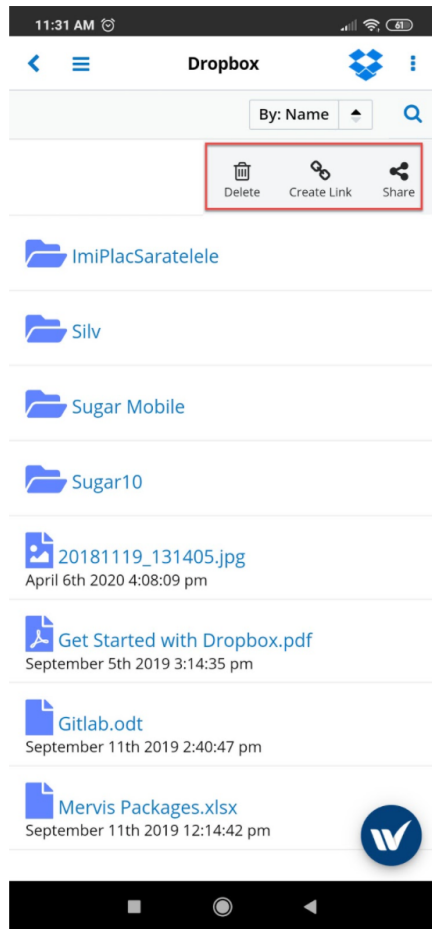 11:31 AM 61
Dropbox
By: Name
Delete Create Link Share
ImiPlacSaratelele
Silv
Sugar Mobile
Sugar10
20181119_131405.jpg
April 6th 2020 4:08:09 pm
Get Started with Dropbox.pdf
September 5th 2019 3:14:35 pm
Gitlab.odt
September 11th 2019 2:40:47 pm
Mervis Packages.xlsx
September 11th 2019 12:14:42 pm
W